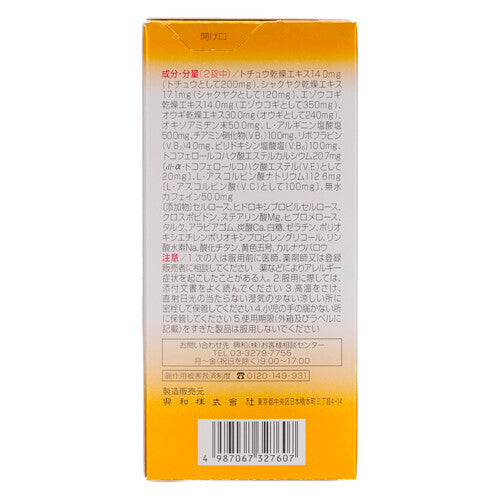 開け口
成分・分量〔2錠中〕/トチュウ乾燥エキス14.0mg
(トチュウとして200mg)、シャクヤク乾燥エキス
17.1mg(シャクヤクとして120mg)、エゾウコギ
乾燥エキス14.0mg(エゾウコギとして350mg)、
オウギ乾燥エキス30.0mg(オウギとして240mg)、
オキソアミヂン末50.0mg、L-アルギニン塩酸塩
50.0mg、チアミン硝化物(V.B₁)10.0mg、リボフラビ
ン(V.B₂)4.0mg、ピリドキシン塩酸塩(V.B₆)10.0mg、
トコフェロールコハク酸エステルカルシウム20.7mg
(dl-α-トコフェロールコハク酸エステル(V.E)として
20mg]、L-アスコルビン酸ナトリウム112.6mg
[L-アスコルビン酸(V.C)として100mg]、無水
カフェイン50.0mg
〔添加物〕セルロース、ヒドロキシプロピルセルロース、
クロスポビドン、ステアリン酸Mg、ヒプロメロース、
タルク、アラビアゴム、炭酸Ca、白糖、ゼラチン、ポリオ
キシエチレンポリオキシプロピレングリコール、リン
酸水素Na、酸化チタン、黄色五号、カルナウバロウ
注意/1.次の人は服用前に医師、薬剤師又は登録
販売者に相談してください 薬などによりアレルギー
症状を起こしたことがある人。2.服用に際しては、
添付文書をよく読んでください 3.高温をさけ、
直射日光の当たらない湿気の少ない涼しい所に
密栓して保管してください 4.小児の手の届かない所
に保管してください 5.使用期限(外箱及びラベルに
記載)をすぎた製品は服用しないでください
お問い合わせ先 興和(株)お客様相談センター
TEL 03-3279-7755
月〜金(祝日を除く)9:00〜17:00
副作用被害救済制度 0120-149-931
製造販売元
興和株式会社 東京都中央区日本橋本町三丁目4-14
4 987067 327607